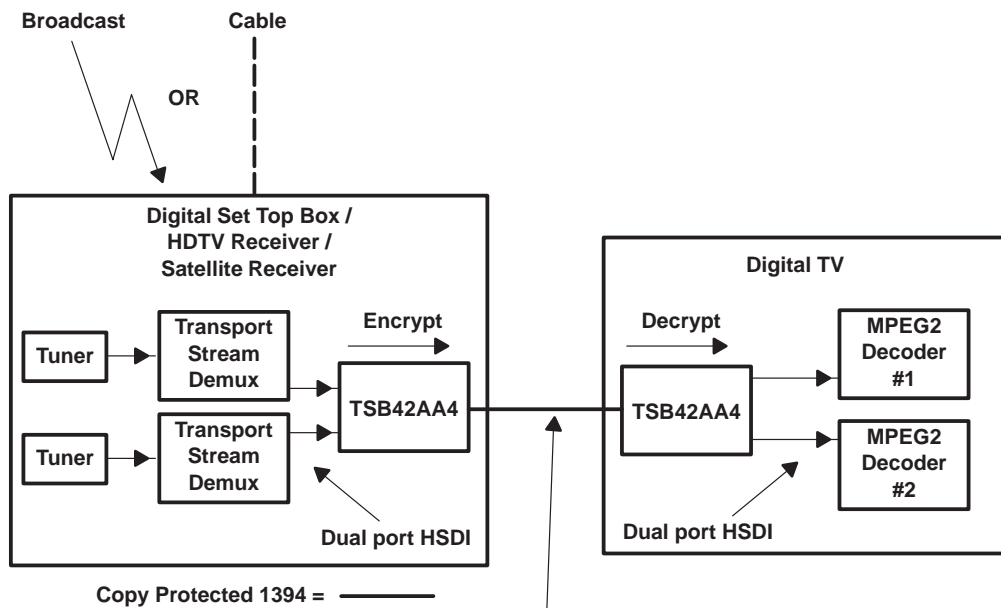 Broadcast
Cable
OR
Digital Set Top Box /
HDTV Receiver /
Satellite Receiver
Digital TV
Tuner
Transport
Stream
Demux
Encrypt
TSB42AA4
Tuner
Transport
Stream
Demux
Dual port HSDI
Decrypt
TSB42AA4
MPEG2
Decoder
#1
MPEG2
Decoder
#2
Dual port HSDI
Copy Protected 1394 =